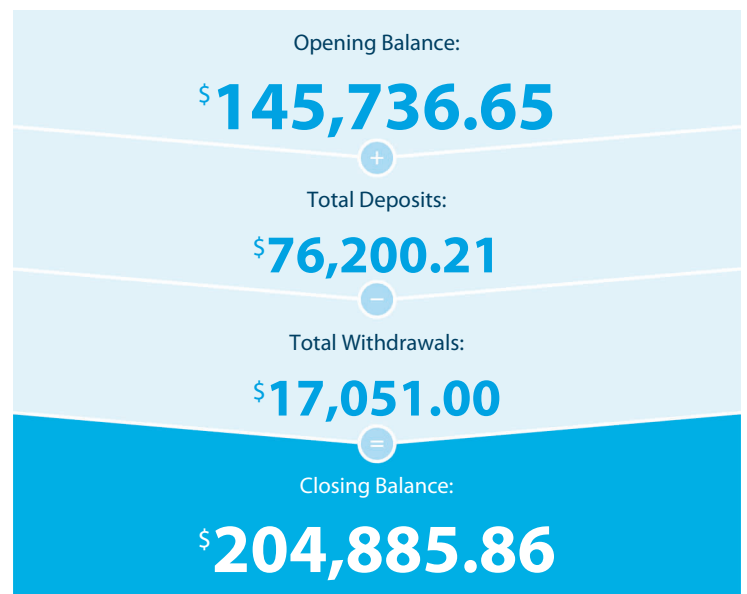 Opening Balance:
$145,736.65
+
Total Deposits:
$76,200.21
−
Total Withdrawals:
$17,051.00
=
Closing Balance:
$204,885.86